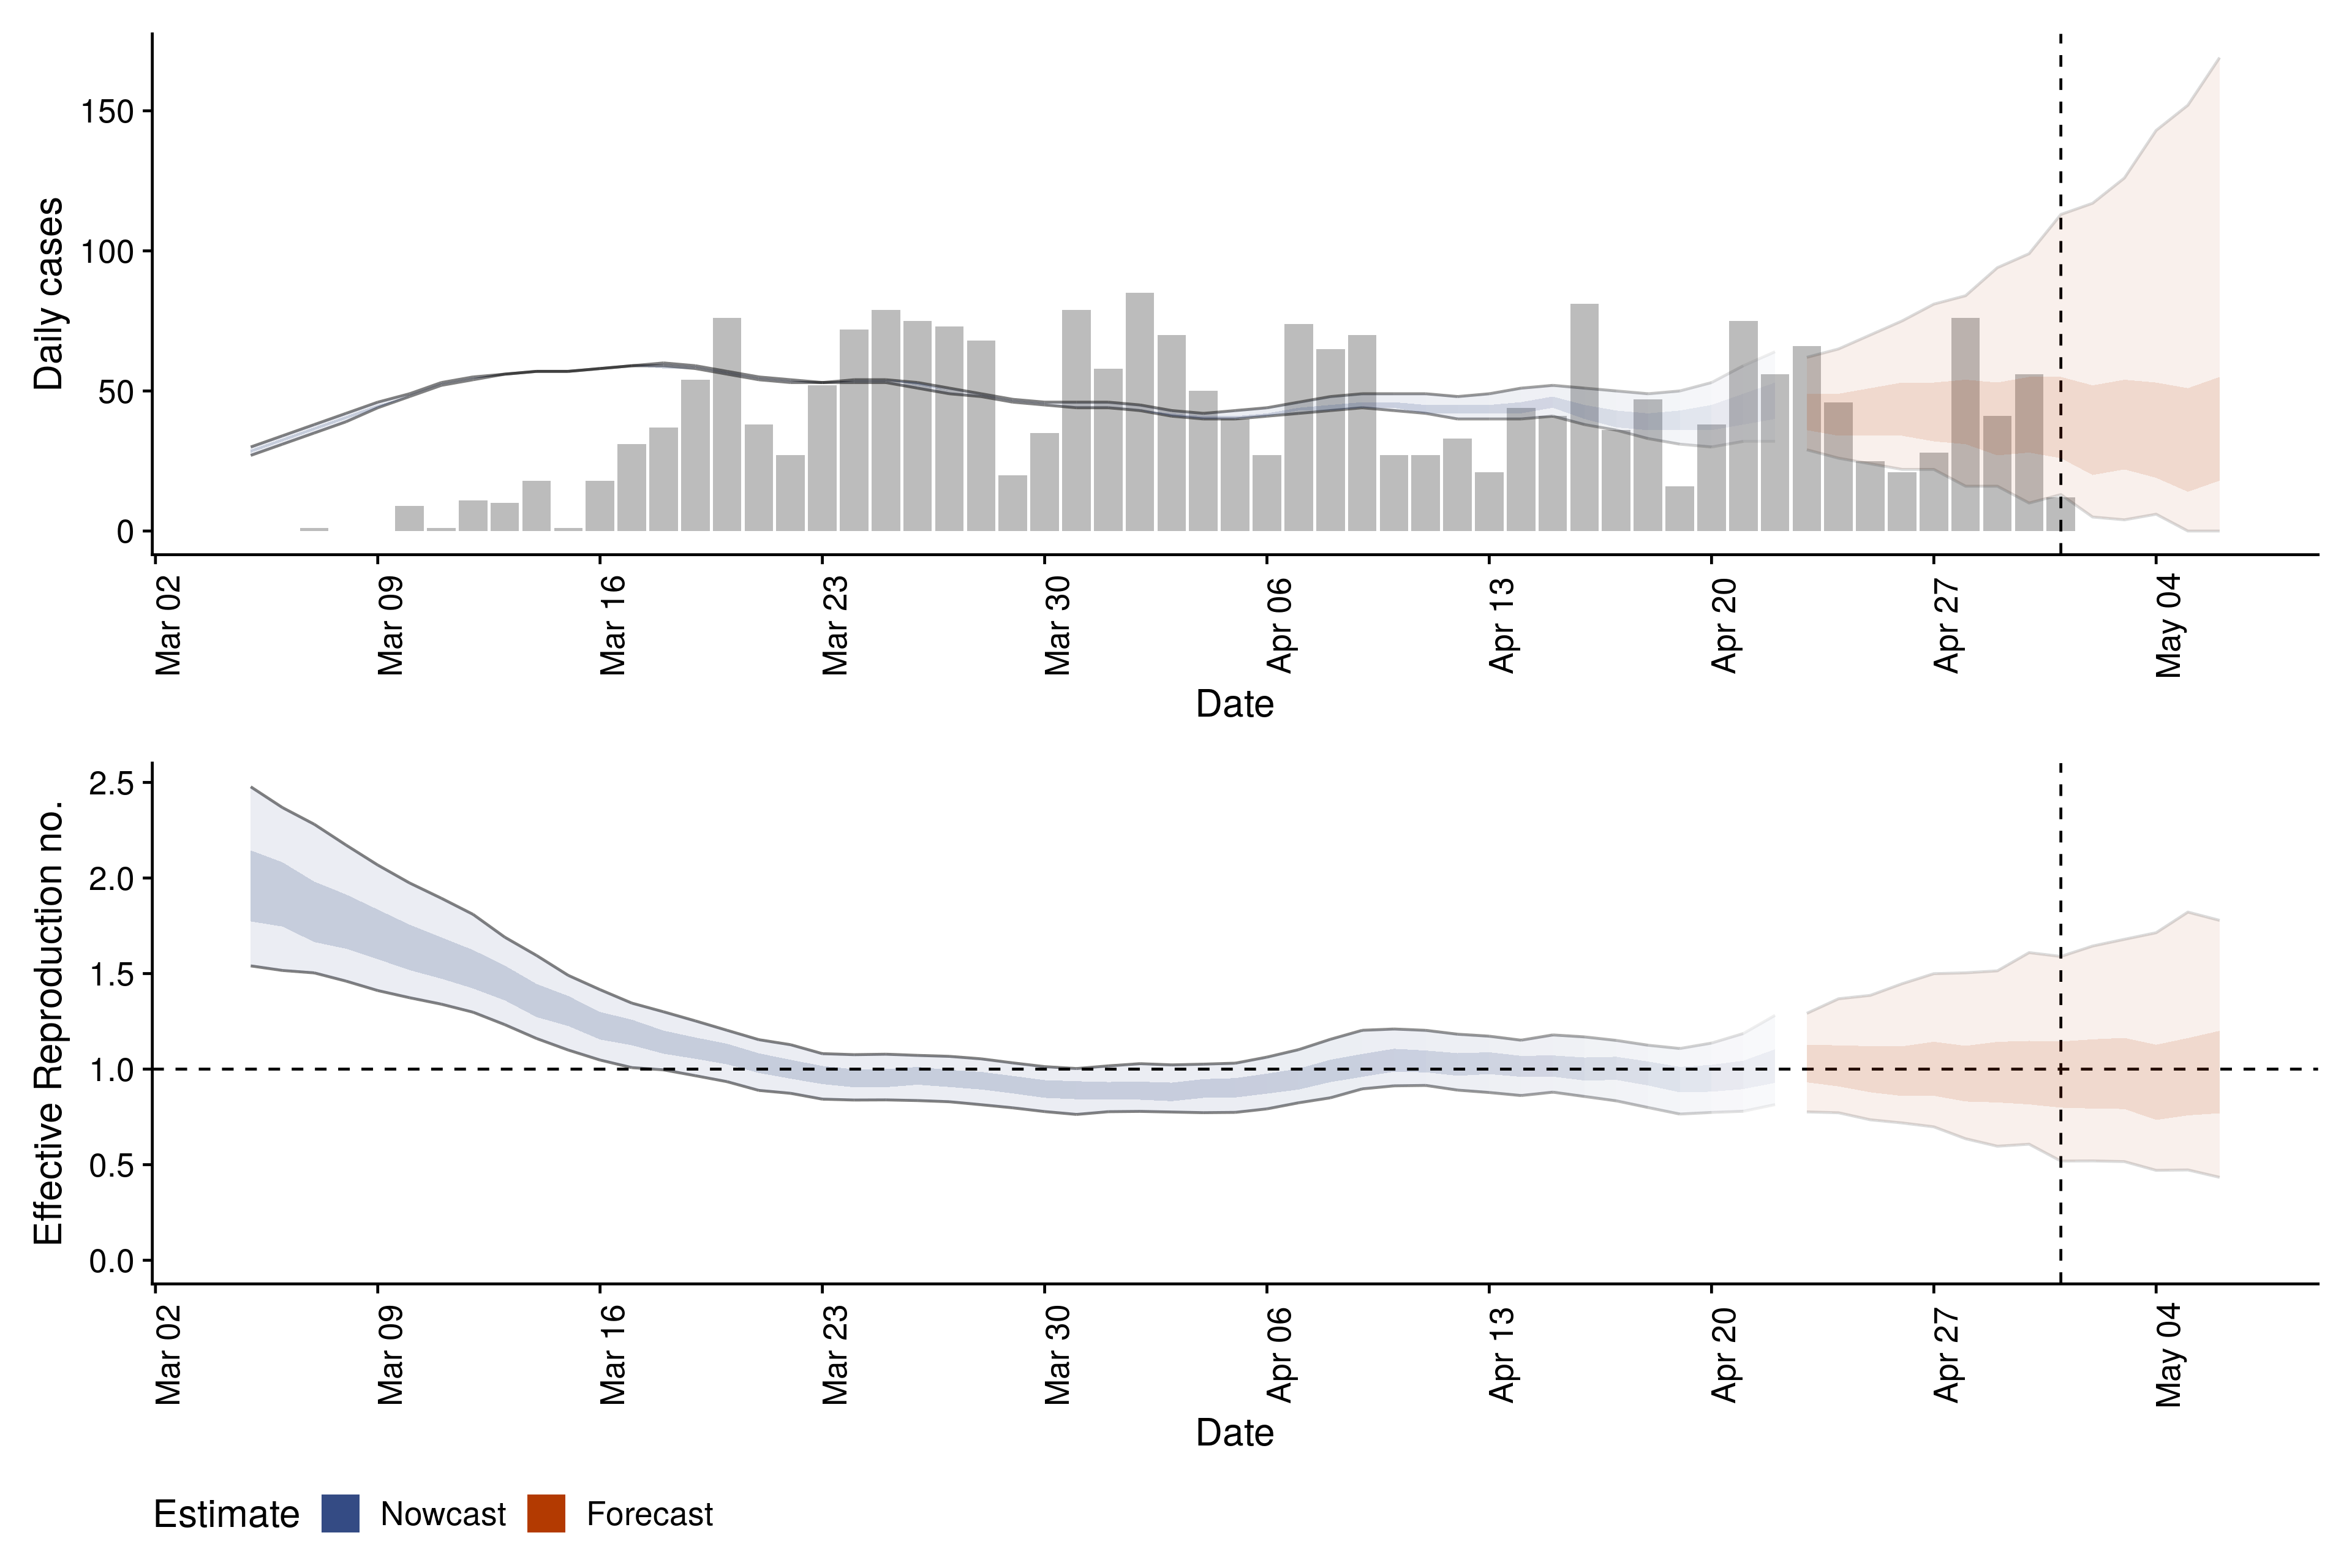 Daily cases
150
100
50
0
Mar 02
Mar 09
Mar 16
Mar 23
Mar 30
Apr 06
Apr 13
Apr 20
Apr 27
May 04
Date
Effective Reproduction no.
2.5
2.0
1.5
1.0
0.5
0.0
Mar 02
Mar 09
Mar 16
Mar 23
Mar 30
Apr 06
Apr 13
Apr 20
Apr 27
May 04
Date
Estimate Nowcast Forecast